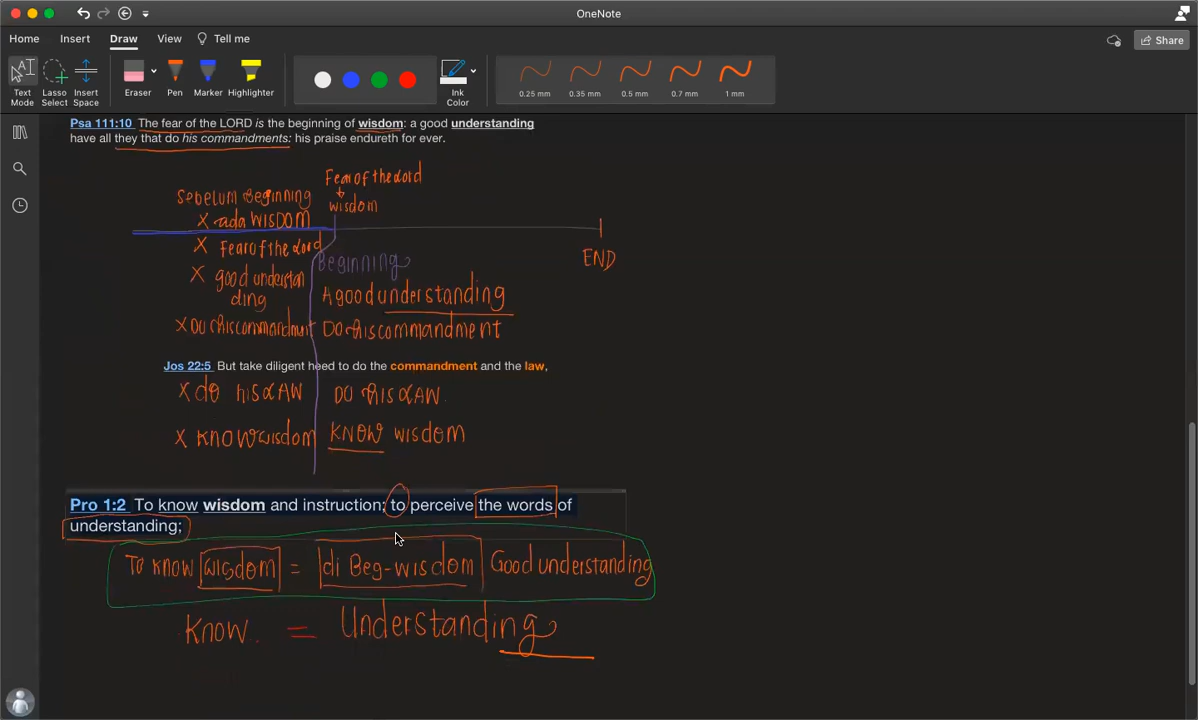 OneNote
Home Insert Draw View Tell me
Share
Text Mode
Lasso Select
Insert Space
Eraser
Pen
Marker
Highlighter
Ink Color
0.25 mm 0.35 mm 0.5 mm 0.7 mm 1 mm
Psa 111:10 The fear of the LORD is the beginning of wisdom: a good understanding
have all they that do his commandments: his praise endureth for ever.
Fear of the Lord
Sebelum Beginning
wisdom
X ada WISDOM
X Fear of the Lord
END
Beginning
X good understan
ding
A good understanding
X DO his commandment DO his commandment
Jos 22:5 But take diligent heed to do the commandment and the law,
X do his LAW DO his LAW
X KNOW wisdom KNOW wisdom
Pro 1:2 To know wisdom and instruction; to perceive the words of
understanding;
To know wisdom = di Beg-wisdom Good understanding
Know. = Understanding